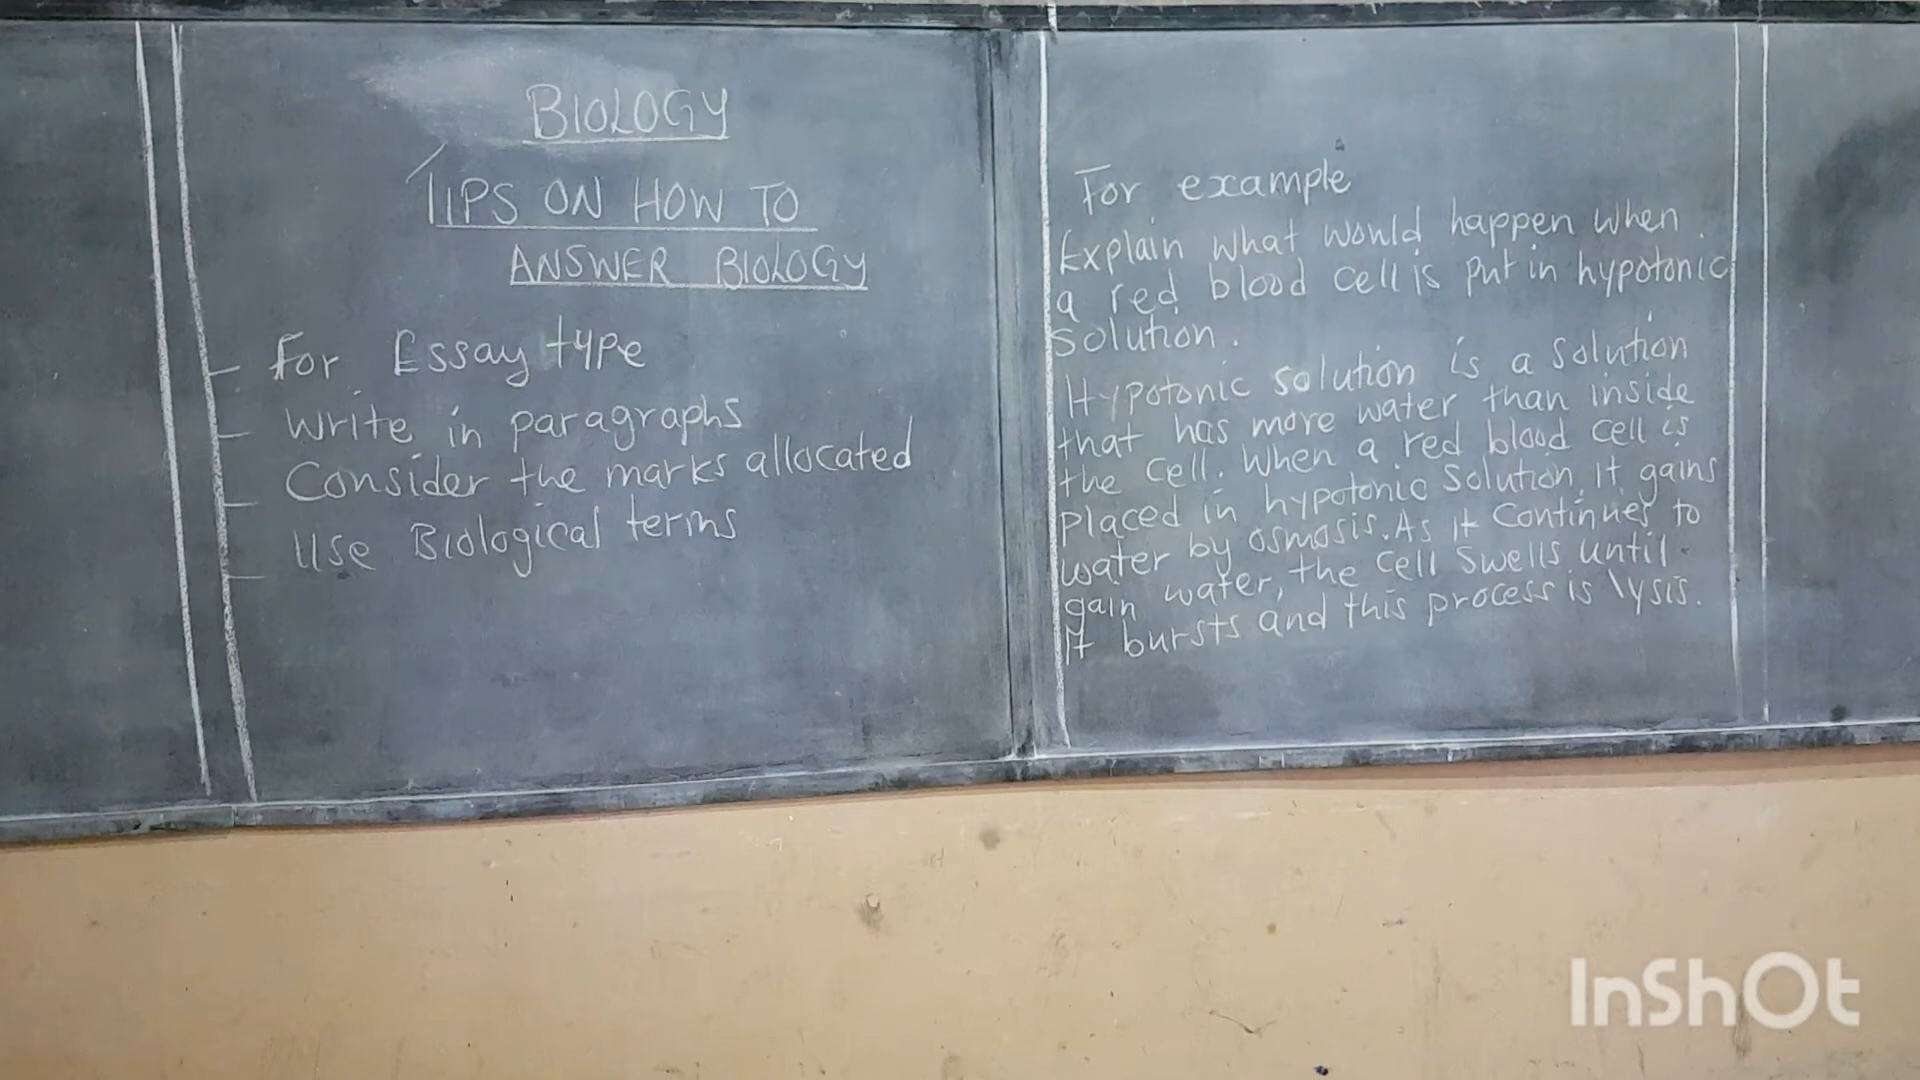 BIOLOGY
TIPS ON HOW TO
ANSWER BIOLOGY
- For Essay type
- Write in paragraphs
- Consider the marks allocated
- Use Biological terms
For example
Explain what would happen when
a red blood cell is put in hypotonic
solution.
Hypotonic solution is a solution
that has more water than inside
the cell. When a red blood cell is
placed in hypotonic solution, it gains
water by osmosis. As it continues to
gain water, the cell swells until
it bursts and this process is lysis.
InShOt